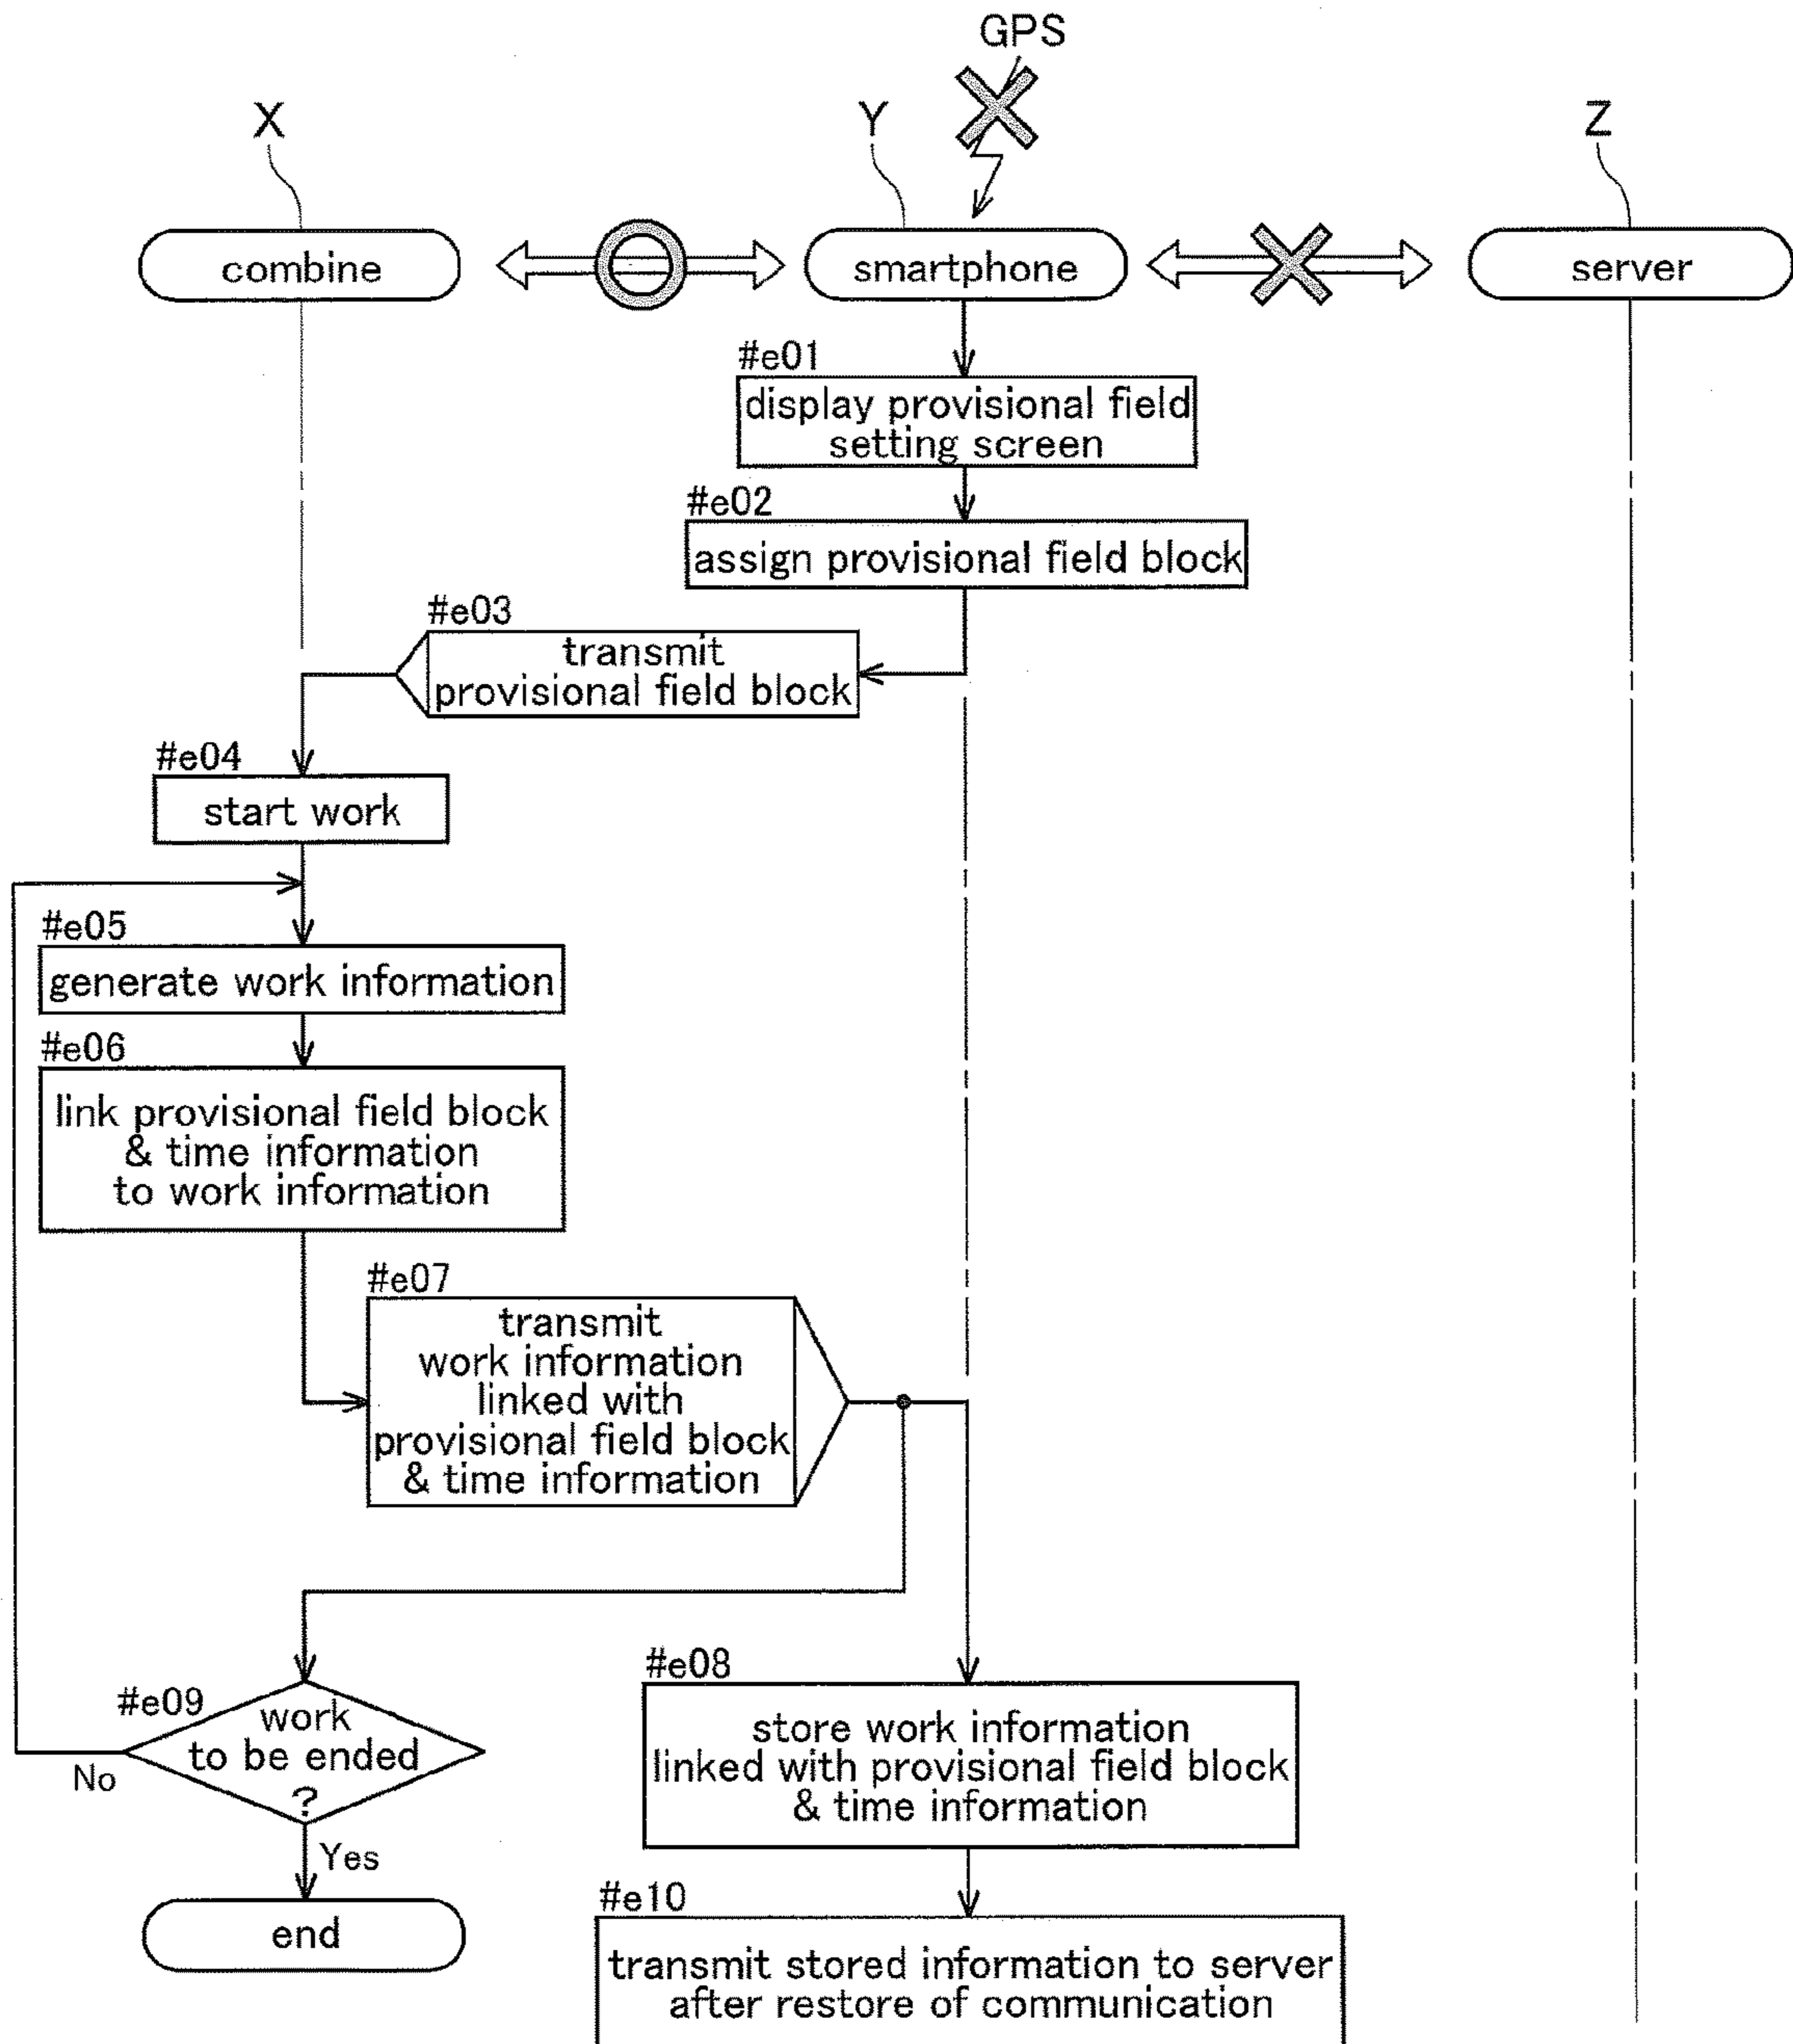 GPS
X
Y
Z
combine
smartphone
server
#e01
display provisional field
setting screen
#e02
assign provisional field block
#e03
transmit
provisional field block
#e04
start work
#e05
generate work information
#e06
link provisional field block
& time information
to work information
#e07
transmit
work information
linked with
provisional field block
& time information
#e08
store work information
linked with provisional field block
& time information
#e09
work
to be ended
?
No
Yes
end
#e10
transmit stored information to server
after restore of communication